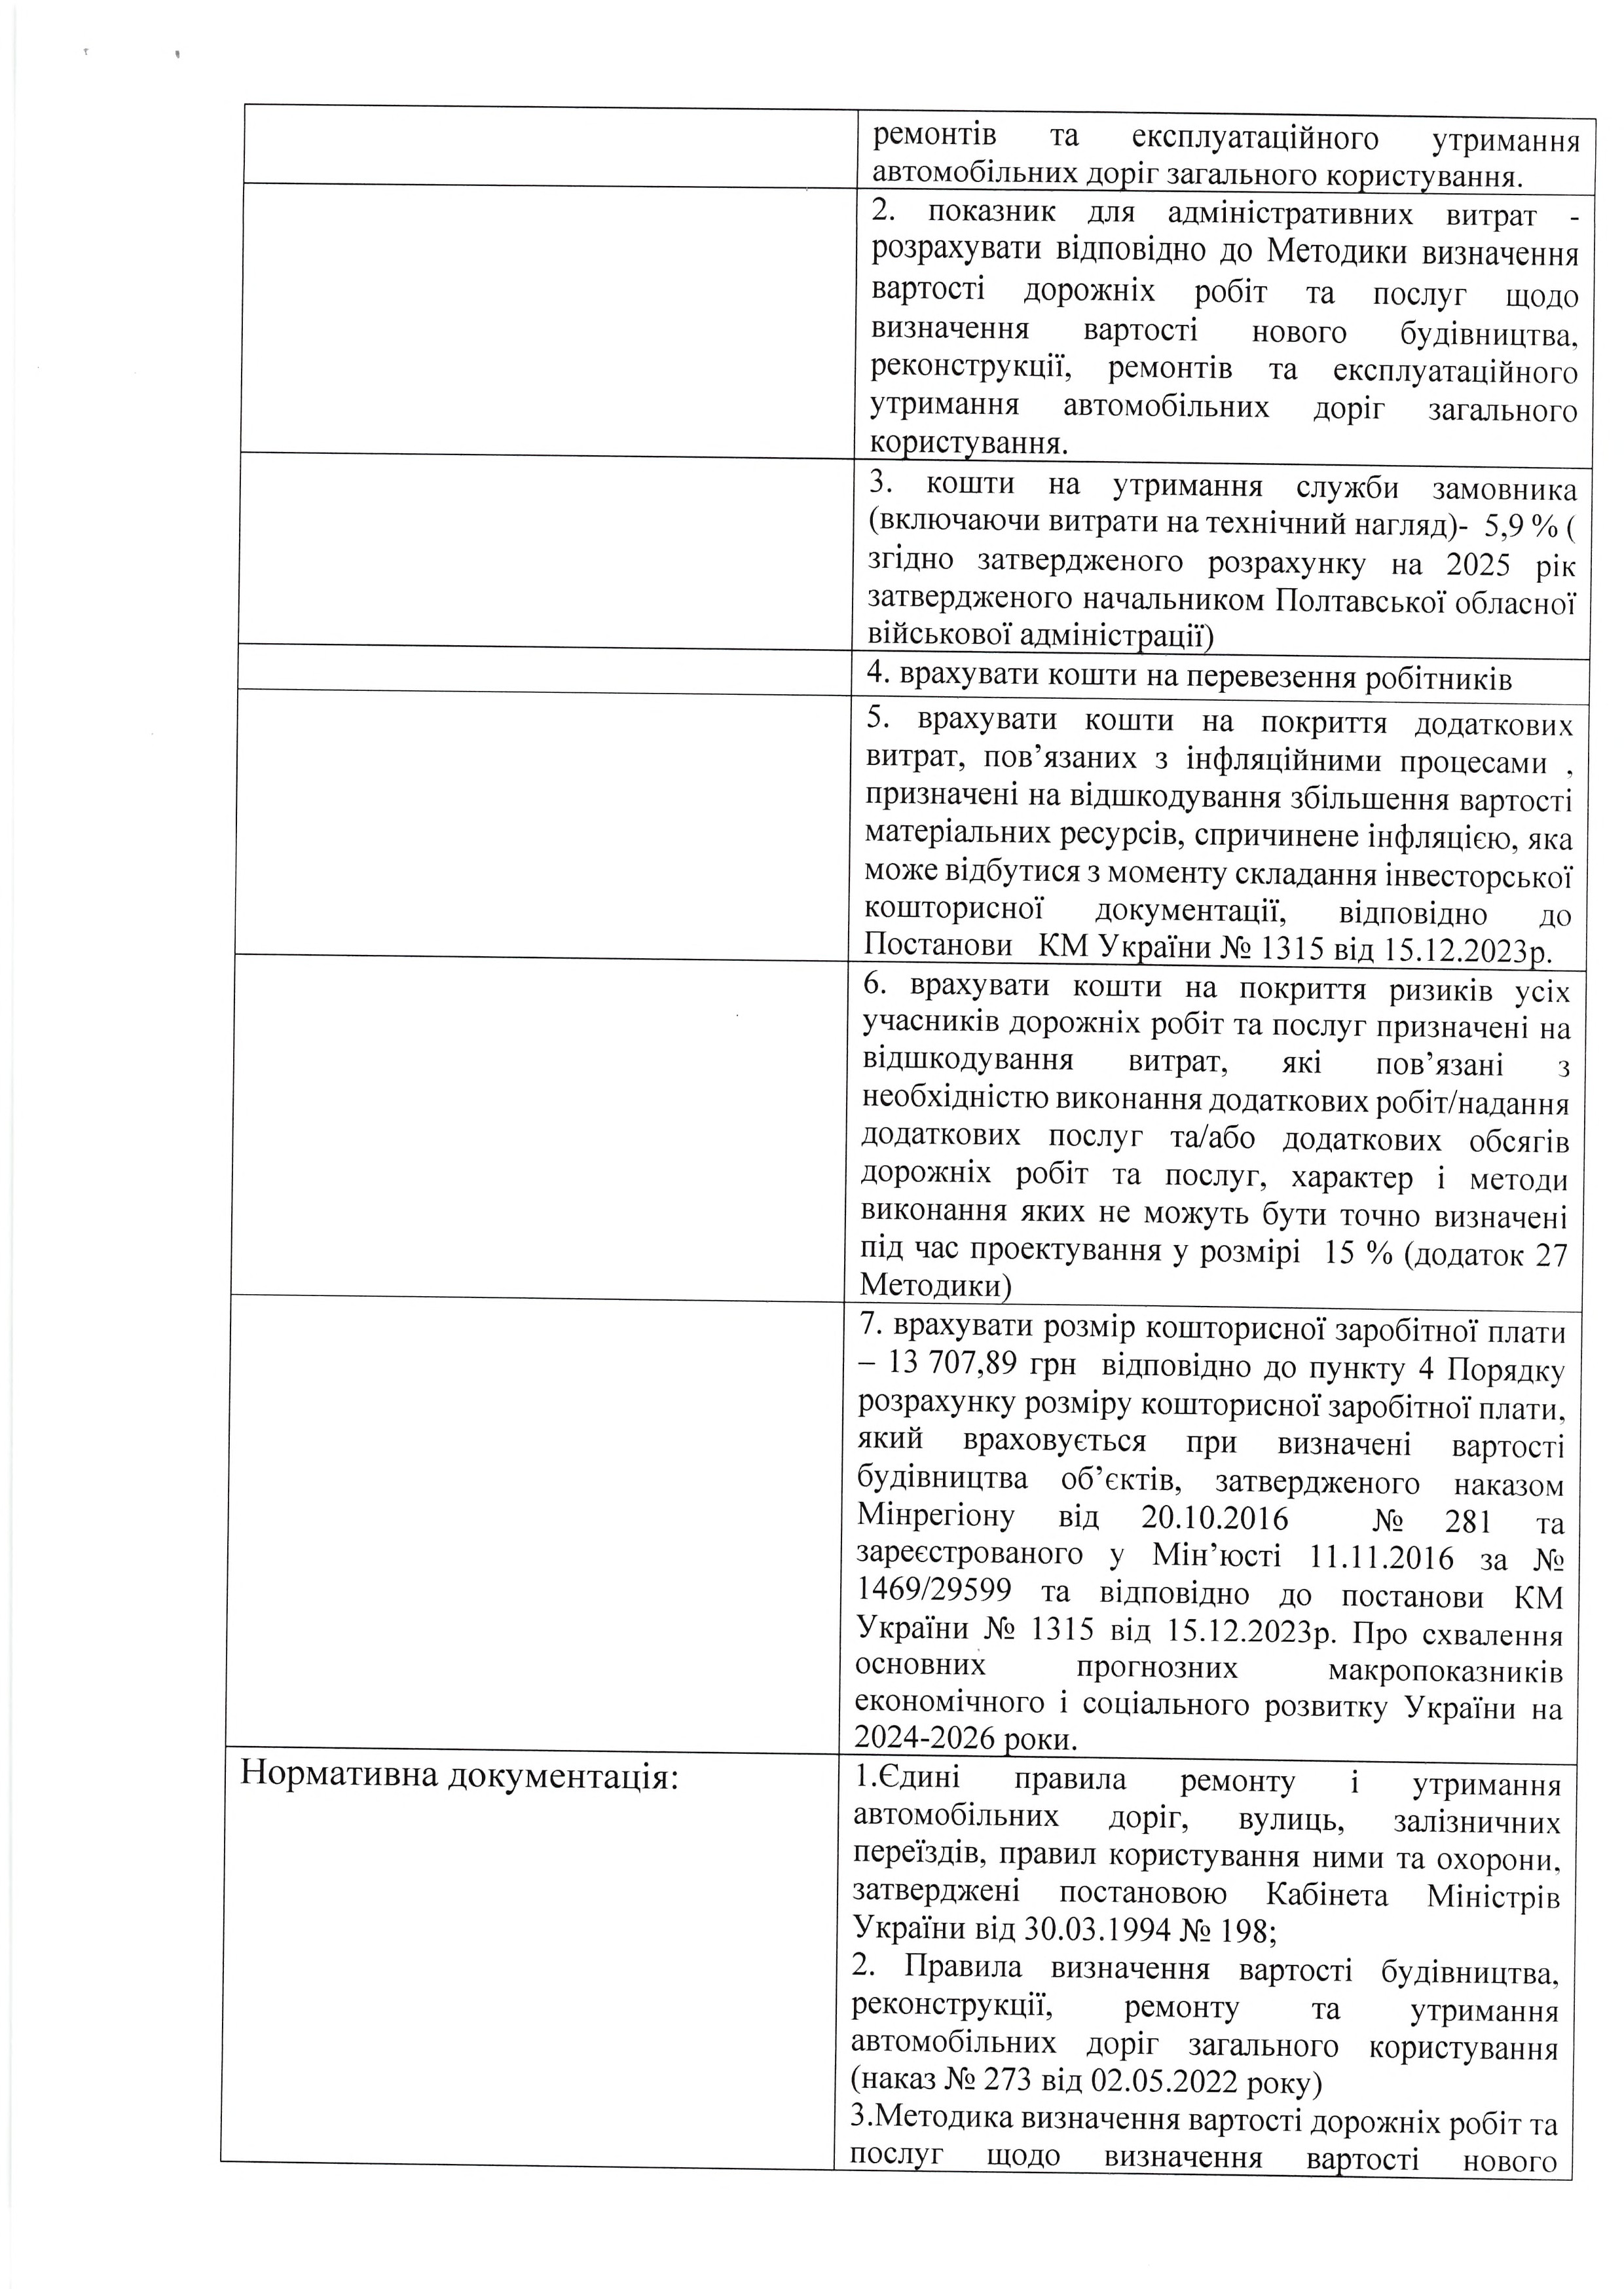 ремонтів та експлуатаційного утримання
автомобільних доріг загального користування.
2. показник для адміністративних витрат -
розрахувати відповідно до Методики визначення
вартості дорожніх робіт та послуг щодо
визначення вартості нового будівництва,
реконструкції, ремонтів та експлуатаційного
утримання автомобільних доріг загального
користування.
3. кошти на утримання служби замовника
(включаючи витрати на технічний нагляд)- 5,9 % (
згідно затвердженого розрахунку на 2025 рік
затвердженого начальником Полтавської обласної
військової адміністрації)
4. врахувати кошти на перевезення робітників
5. врахувати кошти на покриття додаткових
витрат, пов’язаних з інфляційними процесами ,
призначені на відшкодування збільшення вартості
матеріальних ресурсів, спричинене інфляцією, яка
може відбутися з моменту складання інвесторської
кошторисної документації, відповідно до
Постанови КМ України № 1315 від 15.12.2023р.
6. врахувати кошти на покриття ризиків усіх
учасників дорожніх робіт та послуг призначені на
відшкодування витрат, які пов’язані з
необхідністю виконання додаткових робіт/надання
додаткових послуг та/або додаткових обсягів
дорожніх робіт та послуг, характер і методи
виконання яких не можуть бути точно визначені
під час проектування у розмірі 15 % (додаток 27
Методики)
7. врахувати розмір кошторисної заробітної плати
– 13 707,89 грн відповідно до пункту 4 Порядку
розрахунку розміру кошторисної заробітної плати,
який враховується при визначені вартості
будівництва об’єктів, затвердженого наказом
Мінрегіону від 20.10.2016 № 281 та
зареєстрованого у Мін’юсті 11.11.2016 за №
1469/29599 та відповідно до постанови КМ
України № 1315 від 15.12.2023р. Про схвалення
основних прогнозних макропоказників
економічного і соціального розвитку України на
2024-2026 роки.
Нормативна документація:
1.Єдині правила ремонту і утримання
автомобільних доріг, вулиць, залізничних
переїздів, правил користування ними та охорони,
затверджені постановою Кабінета Міністрів
України від 30.03.1994 № 198;
2. Правила визначення вартості будівництва,
реконструкції, ремонту та утримання
автомобільних доріг загального користування
(наказ № 273 від 02.05.2022 року)
3.Методика визначення вартості дорожніх робіт та
послуг щодо визначення вартості нового